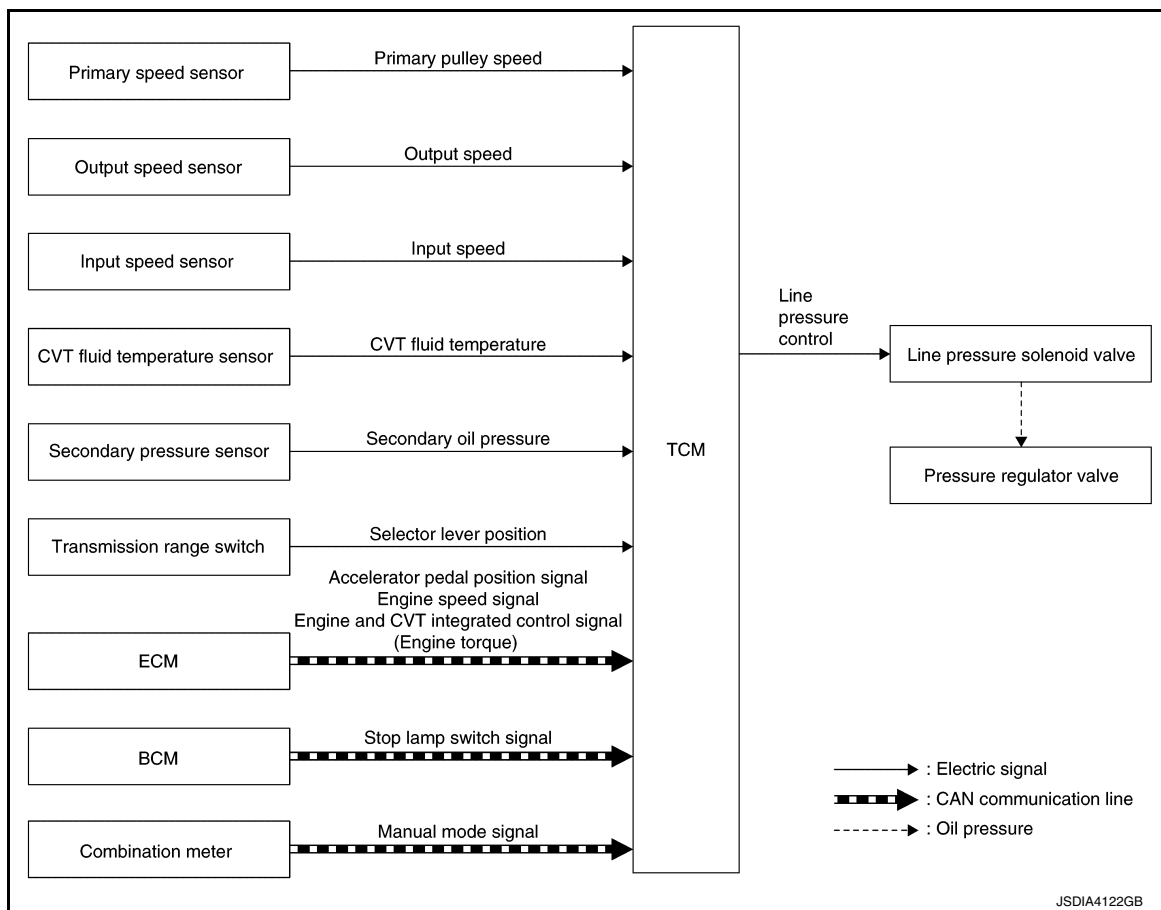 Primary speed sensor
Primary pulley speed
Output speed sensor
Output speed
Input speed sensor
Input speed
CVT fluid temperature sensor
CVT fluid temperature
Secondary pressure sensor
Secondary oil pressure
Transmission range switch
Selector lever position
ECM
Accelerator pedal position signal
Engine speed signal
Engine and CVT integrated control signal
(Engine torque)
BCM
Stop lamp switch signal
Combination meter
Manual mode signal
TCM
Line
pressure
control
Line pressure solenoid valve
Pressure regulator valve
: Electric signal
: CAN communication line
: Oil pressure
JSDIA4122GB